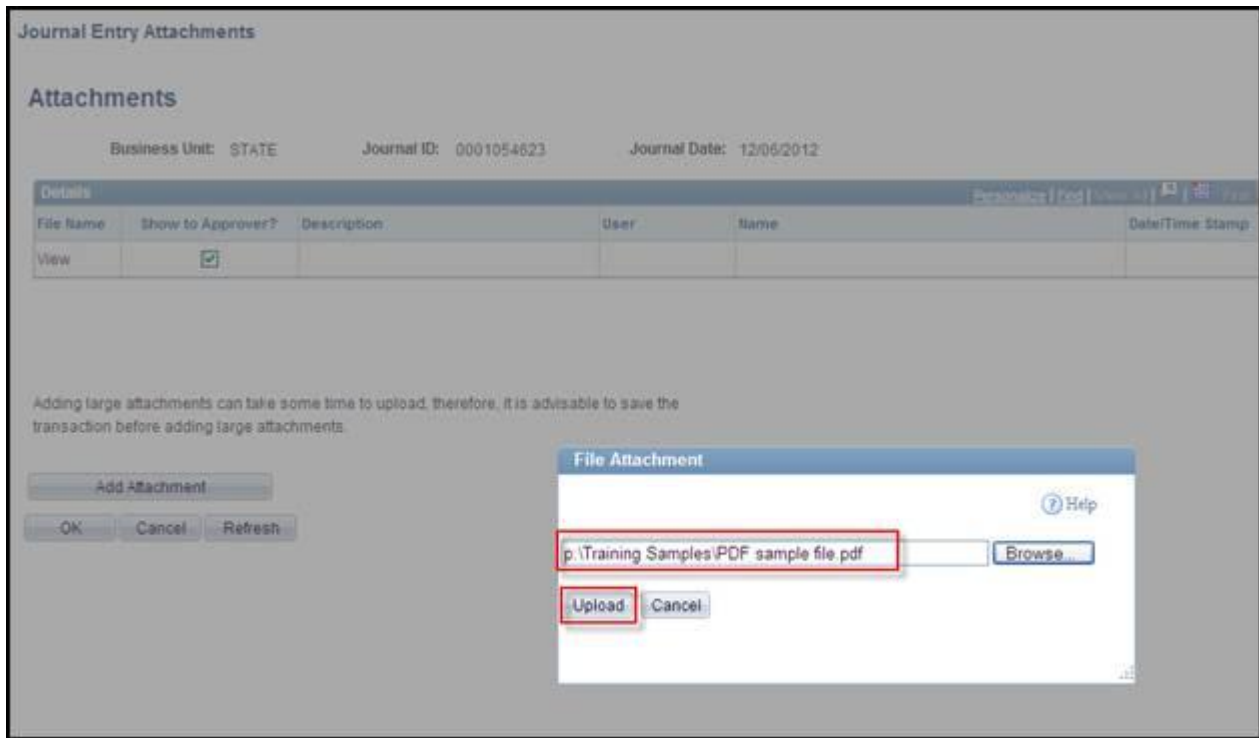 Journal Entry Attachments
Attachments
Business Unit: STATE Journal ID: 0001054623 Journal Date: 12/06/2012
Details Personalize | Find |
File Name Show to Approver? Description User Name Date/Time Stamp
View
Adding large attachments can take some time to upload, therefore, it is advisable to save the
transaction before adding large attachments.
Add Attachment
OK Cancel Refresh
File Attachment
Help
p:\Training Samples\PDF sample file.pdf Browse...
Upload Cancel